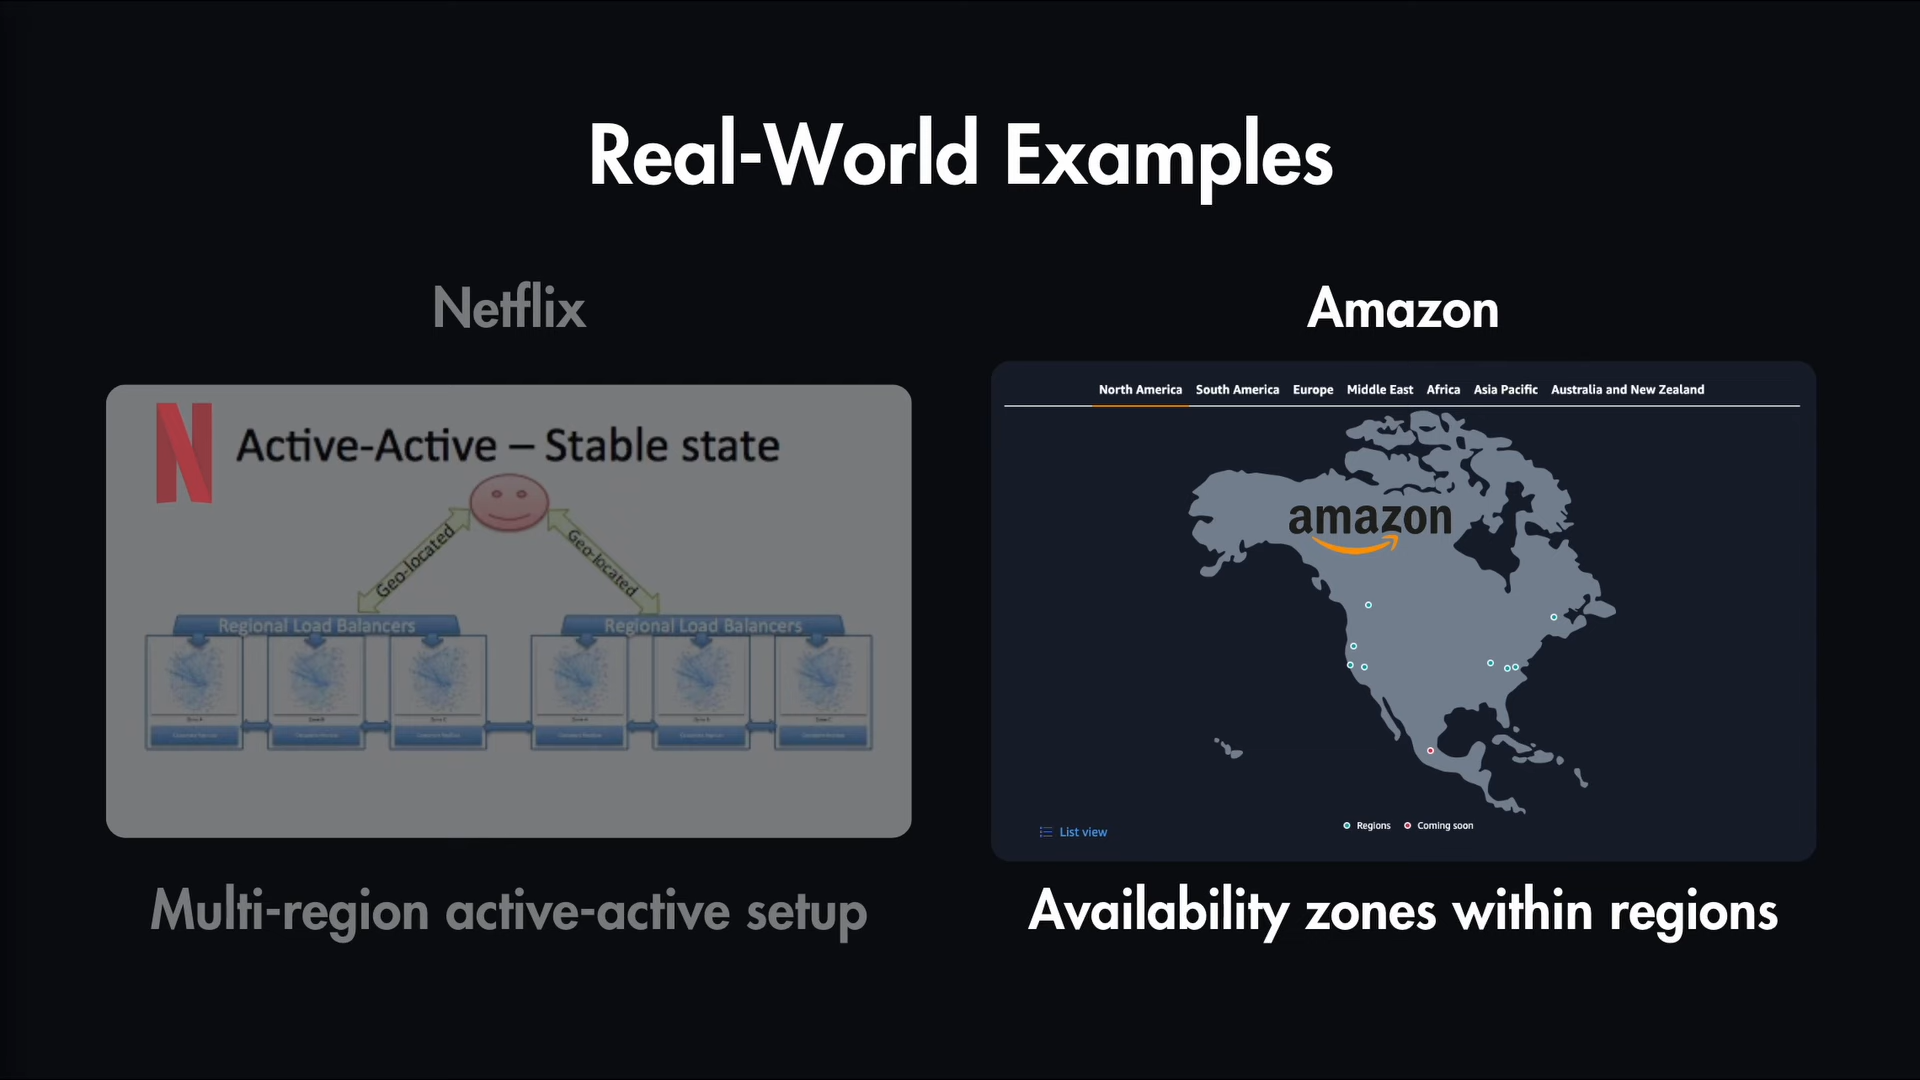 Real-World Examples
Netflix
N
Active-Active – Stable state
Geo-located
Geo-located
Regional Load Balancers
Regional Load Balancers
Multi-region active-active setup
Amazon
North America South America Europe Middle East Africa Asia Pacific Australia and New Zealand
amazon
Regions Coming soon
List view
Availability zones within regions